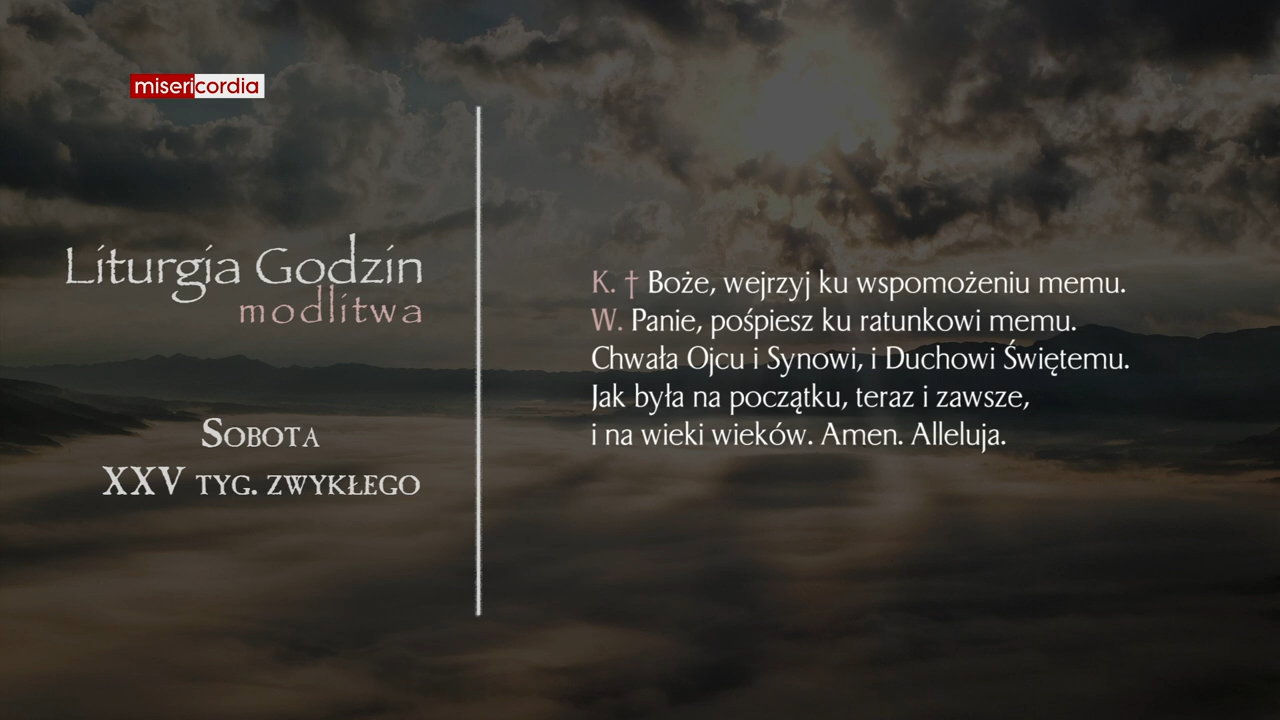 misericordia
Liturgia Godzin
modlitwa
Sobota
XXV tyg. zwykłego
K. † Boże, wejrzyj ku wspomożeniu memu.
W. Panie, pośpiesz ku ratunkowi memu.
Chwała Ojcu i Synowi, i Duchowi Świętemu.
Jak była na początku, teraz i zawsze,
i na wieki wieków. Amen. Alleluja.